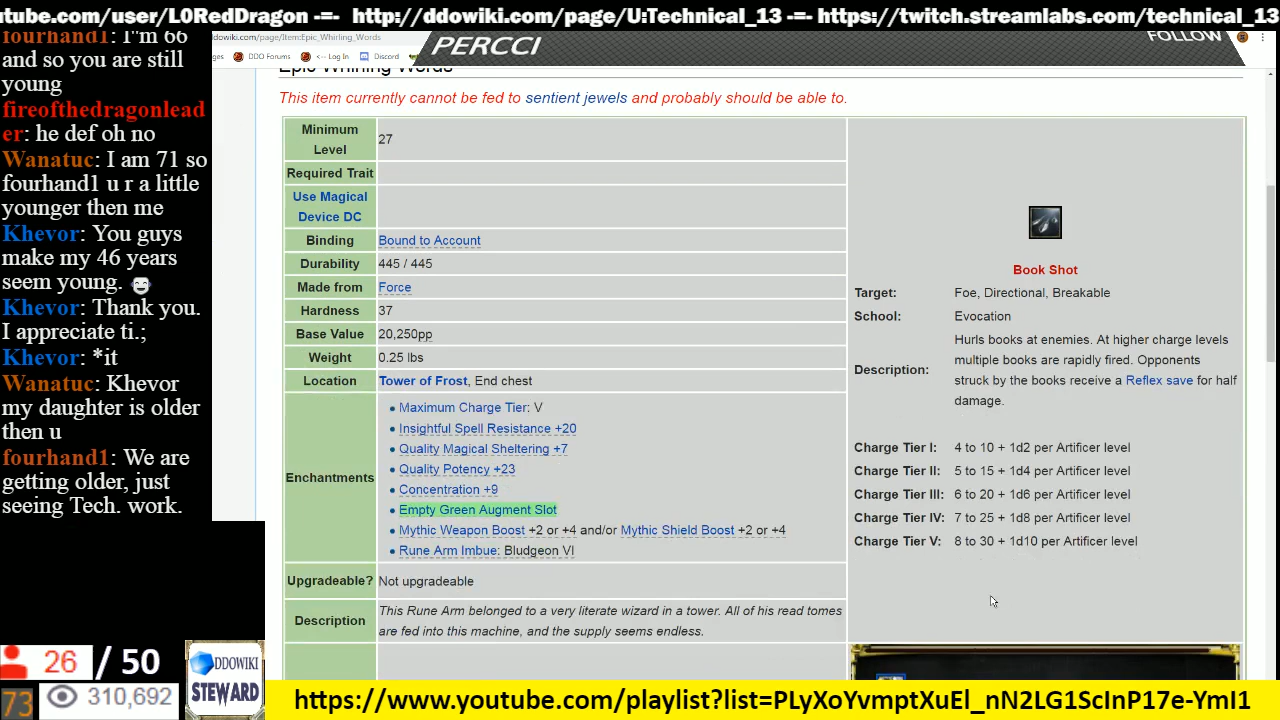 utube.com/user/L0RedDragon -=- http://ddowiki.com/page/U:Technical_13 -=- https://twitch.streamlabs.com/technical_13
fourhand1: I"m 66
and so you are still
young
fireofthedragonlead
er: he def oh no
Wanatuc: I am 71 so
fourhand1 u r a little
younger then me
Khevor: You guys
make my 46 years
seem young.
Khevor: Thank you.
I appreciate ti.;
Khevor: *it
Wanatuc: Khevor
my daughter is older
then u
fourhand1: We are
getting older, just
seeing Tech. work.
26 / 50
73 310,692
DDOWIKI
STEWARD
ddowiki.com/page/Item:Epic_Whirling_Words
PERCCI
FOLLOW
DDO Forums <-- Log In Discord
Epic Whirling Words
This item currently cannot be fed to sentient jewels and probably should be able to.
Minimum Level 27
Required Trait
Use Magical Device DC
Binding Bound to Account
Durability 445 / 445
Made from Force
Hardness 37
Base Value 20,250pp
Weight 0.25 lbs
Location Tower of Frost, End chest
Enchantments
Maximum Charge Tier: V
Insightful Spell Resistance +20
Quality Magical Sheltering +7
Quality Potency +23
Concentration +9
Empty Green Augment Slot
Mythic Weapon Boost +2 or +4 and/or Mythic Shield Boost +2 or +4
Rune Arm Imbue: Bludgeon VI
Upgradeable? Not upgradeable
Description This Rune Arm belonged to a very literate wizard in a tower. All of his read tomes
are fed into this machine, and the supply seems endless.
Book Shot
Target: Foe, Directional, Breakable
School: Evocation
Description: Hurls books at enemies. At higher charge levels
multiple books are rapidly fired. Opponents
struck by the books receive a Reflex save for half
damage.
Charge Tier I: 4 to 10 + 1d2 per Artificer level
Charge Tier II: 5 to 15 + 1d4 per Artificer level
Charge Tier III: 6 to 20 + 1d6 per Artificer level
Charge Tier IV: 7 to 25 + 1d8 per Artificer level
Charge Tier V: 8 to 30 + 1d10 per Artificer level
https://www.youtube.com/playlist?list=PLyXoYvmptXuEl_nN2LG1ScInP17e-YmI1